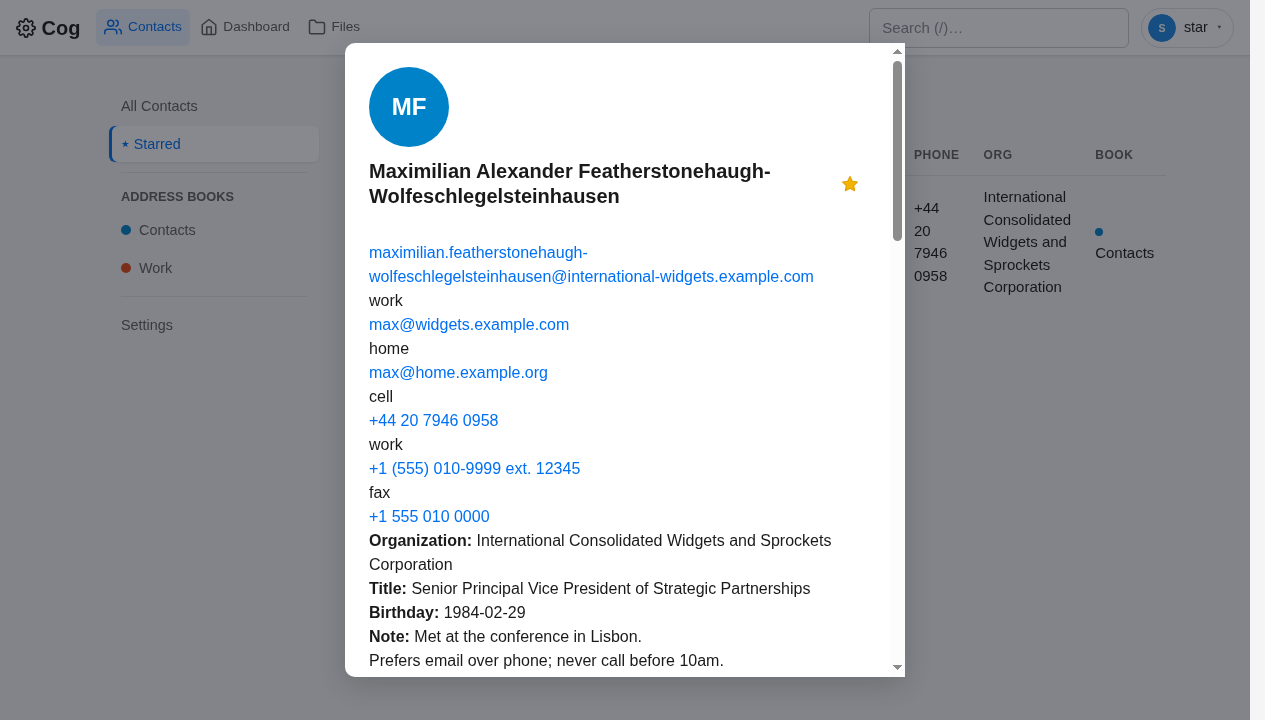 Cog
Contacts
Dashboard
Files
Search (/)…
S
star
All Contacts
★ Starred
ADDRESS BOOKS
Contacts
Work
Settings
MF
Maximilian Alexander Featherstonehaugh-
Wolfeschlegelsteinhausen
maximilian.featherstonehaugh-
wolfeschlegelsteinhausen@international-widgets.example.com
work
max@widgets.example.com
home
max@home.example.org
cell
+44 20 7946 0958
work
+1 (555) 010-9999 ext. 12345
fax
+1 555 010 0000
Organization: International Consolidated Widgets and Sprockets
Corporation
Title: Senior Principal Vice President of Strategic Partnerships
Birthday: 1984-02-29
Note: Met at the conference in Lisbon.
Prefers email over phone; never call before 10am.
PHONE
ORG
BOOK
+44
20
7946
0958
International
Consolidated
Widgets and
Sprockets
Corporation
Contacts